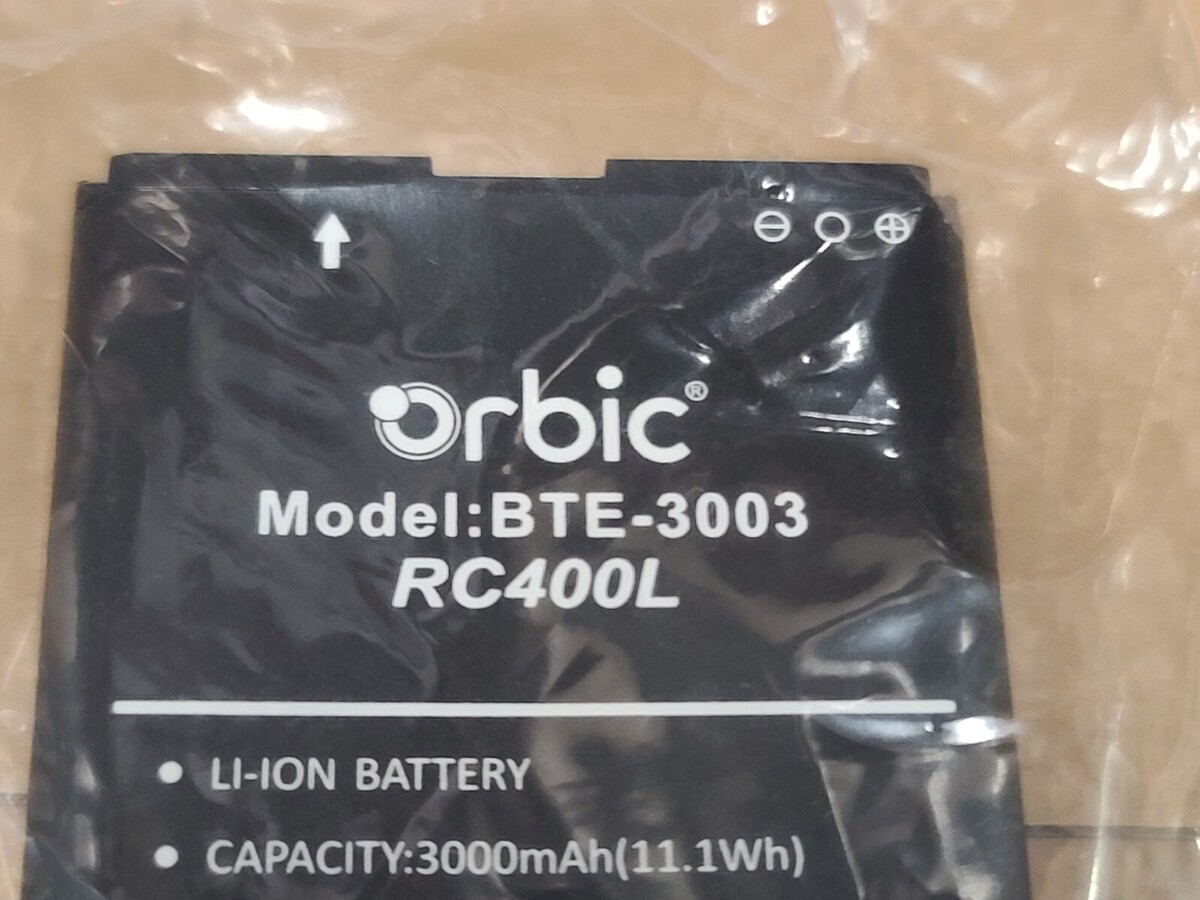 Orbic®
Model:BTE-3003
RC400L
• LI-ION BATTERY
• CAPACITY:3000mAh(11.1Wh)